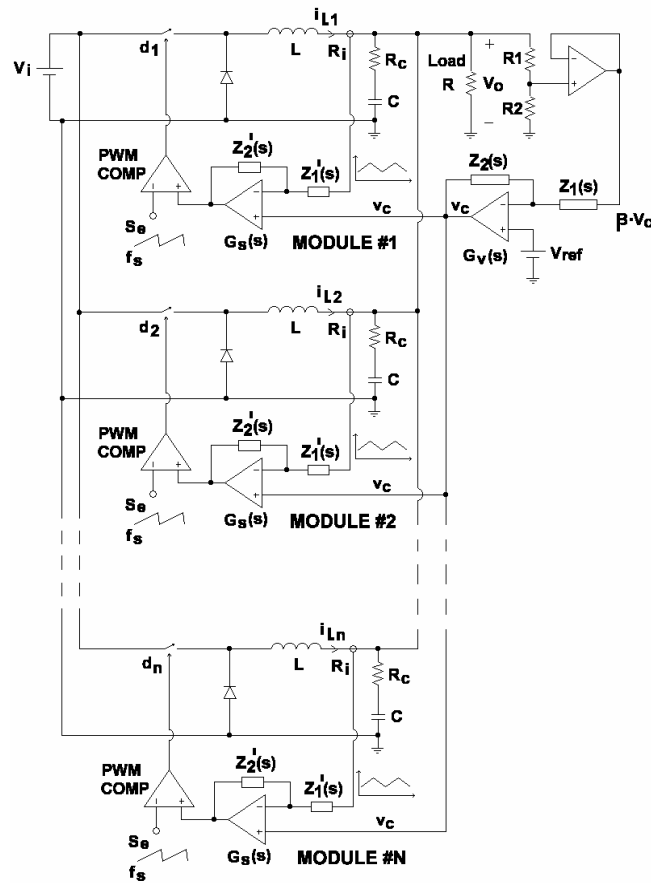 Vi
d1
iL1
L
Ri
Rc
C
Load
R
+
Vo
−
R1
R2
−
+
PWM
COMP
−
+
Z2'(s)
Z1'(s)
−
+
Gs(s)
Se
fs
MODULE #1
vc
vc
Z2(s)
Z1(s)
−
+
Gv(s)
Vref
β·Vo
d2
iL2
L
Ri
Rc
C
PWM
COMP
−
+
Z2'(s)
Z1'(s)
−
+
Gs(s)
Se
fs
MODULE #2
vc
dn
iLn
L
Ri
Rc
C
PWM
COMP
−
+
Z2'(s)
Z1'(s)
−
+
Gs(s)
Se
fs
MODULE #N
vc